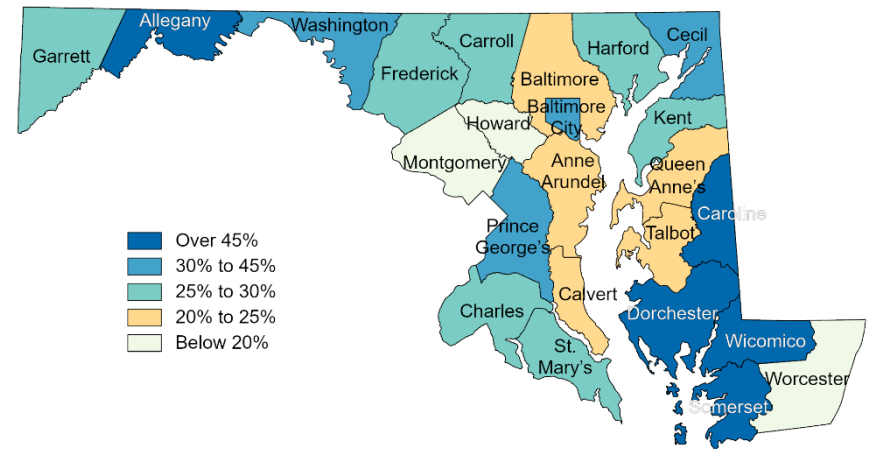 Allegany
Garrett
Washington
Frederick
Carroll
Baltimore
Baltimore
City
Harford
Cecil
Kent
Howard
Montgomery
Anne
Arundel
Queen
Anne's
Caroline
Talbot
Prince
George's
Calvert
Charles
St.
Mary's
Dorchester
Wicomico
Worcester
Somerset
Over 45%
30% to 45%
25% to 30%
20% to 25%
Below 20%